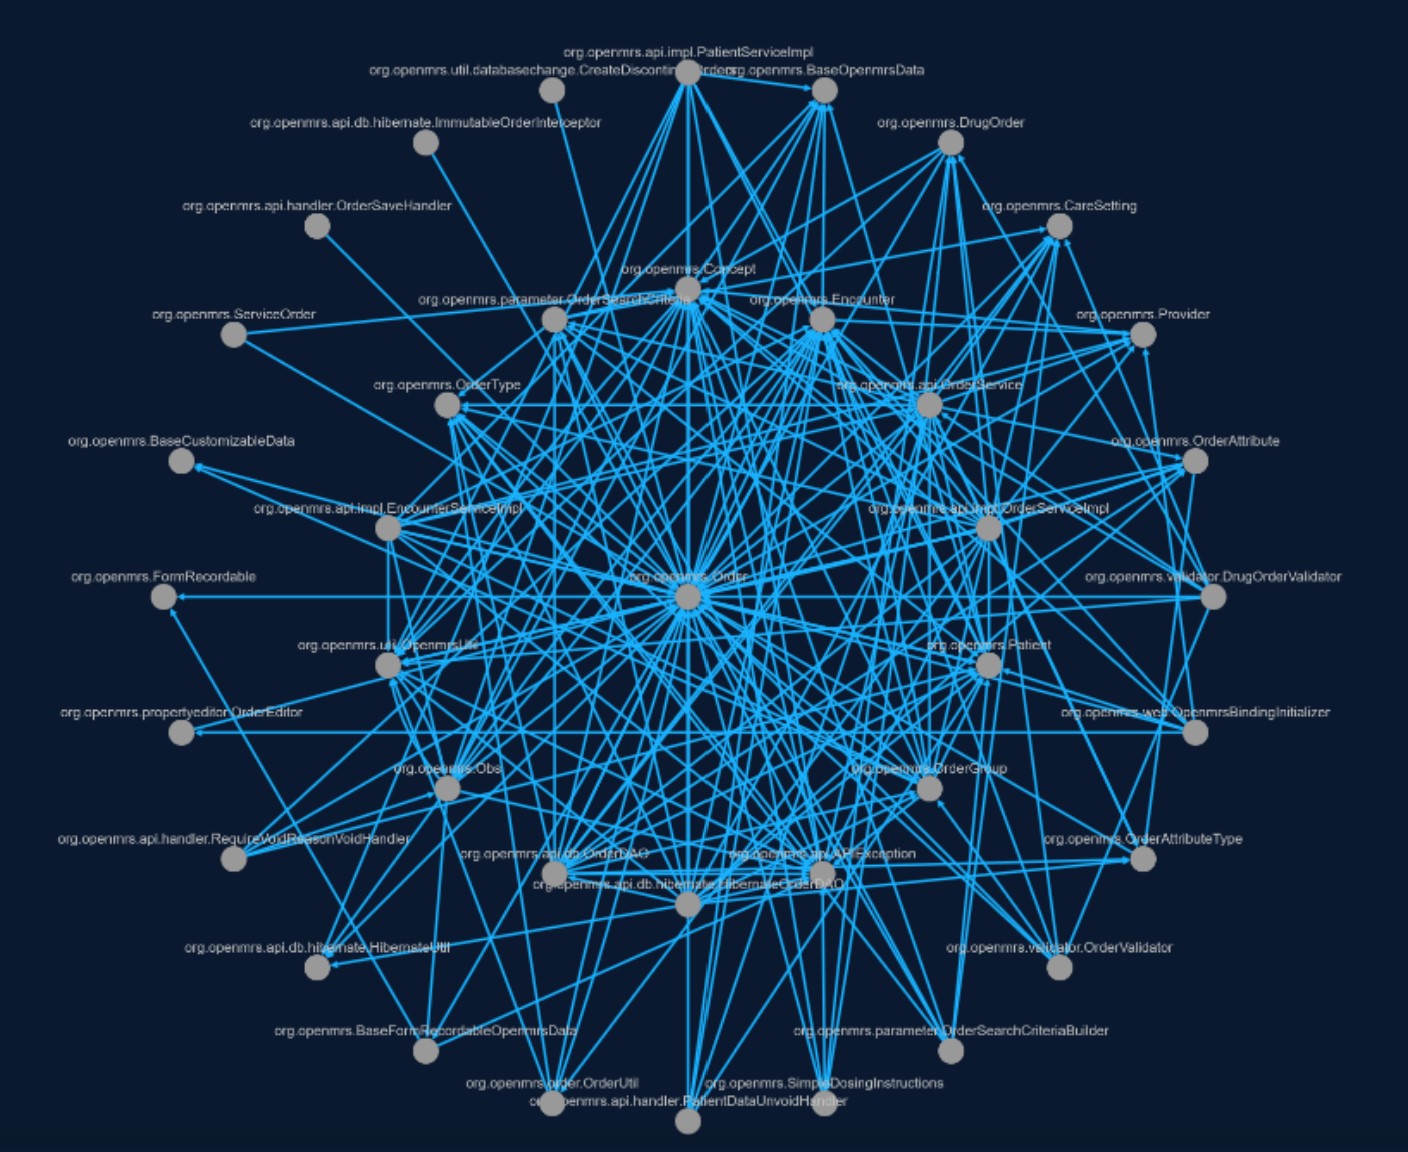 org.openmrs.api.impl.PatientServiceImpl
org.openmrs.util.databasechange.CreateDiscontin Orders
org.openmrs.BaseOpenmrsData
org.openmrs.api.db.hibernate.ImmutableOrderInterceptor
org.openmrs.DrugOrder
org.openmrs.api.handler.OrderSaveHandler
org.openmrs.CareSetting
org.openmrs.Concept
org.openmrs.parameter.OrderSearchCriteria
org.openmrs.Encounter
org.openmrs.ServiceOrder
org.openmrs.Provider
org.openmrs.OrderType
org.openmrs.api.OrderService
org.openmrs.BaseCustomizableData
org.openmrs.OrderAttribute
org.openmrs.api.impl.EncounterServiceImpl
org.openmrs.api.impl.OrderServiceImpl
org.openmrs.FormRecordable
org.openmrs.Order
org.openmrs.validator.DrugOrderValidator
org.openmrs.util.OpenmrsUtil
org.openmrs.Patient
org.openmrs.propertyeditor.OrderEditor
org.openmrs.web.OpenmrsBindingInitializer
org.openmrs.Obs
org.openmrs.OrderGroup
org.openmrs.api.handler.RequireVoidReasonVoidHandler
org.openmrs.OrderAttributeType
org.openmrs.api.db.OrderDAO
org.openmrs.api.APIException
org.openmrs.api.db.hibernate.HibernateOrderDAO
org.openmrs.api.db.hibernate.HibernateUtil
org.openmrs.validator.OrderValidator
org.openmrs.BaseFormRecordableOpenmrsData
org.openmrs.parameter.OrderSearchCriteriaBuilder
org.openmrs.order.OrderUtil
org.openmrs.SimpleDosingInstructions
org.openmrs.api.handler.PatientDataUnvoidHandler